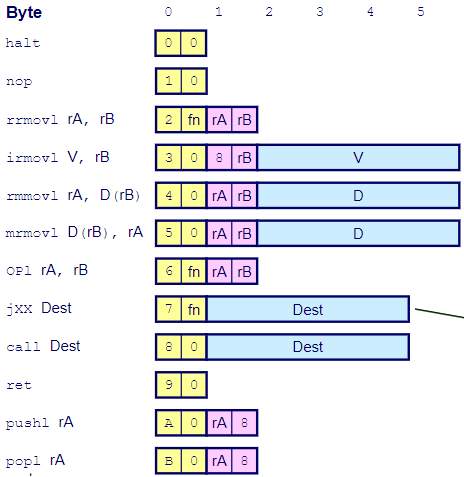 Byte 0 1 2 3 4 5
halt 0 0
nop 1 0
rrmovl rA, rB 2 fn rA rB
irmovl V, rB 3 0 8 rB V
rmmovl rA, D(rB) 4 0 rA rB D
mrmovl D(rB), rA 5 0 rA rB D
OPl rA, rB 6 fn rA rB
jXX Dest 7 fn Dest
call Dest 8 0 Dest
ret 9 0
pushl rA A 0 rA 8
popl rA B 0 rA 8